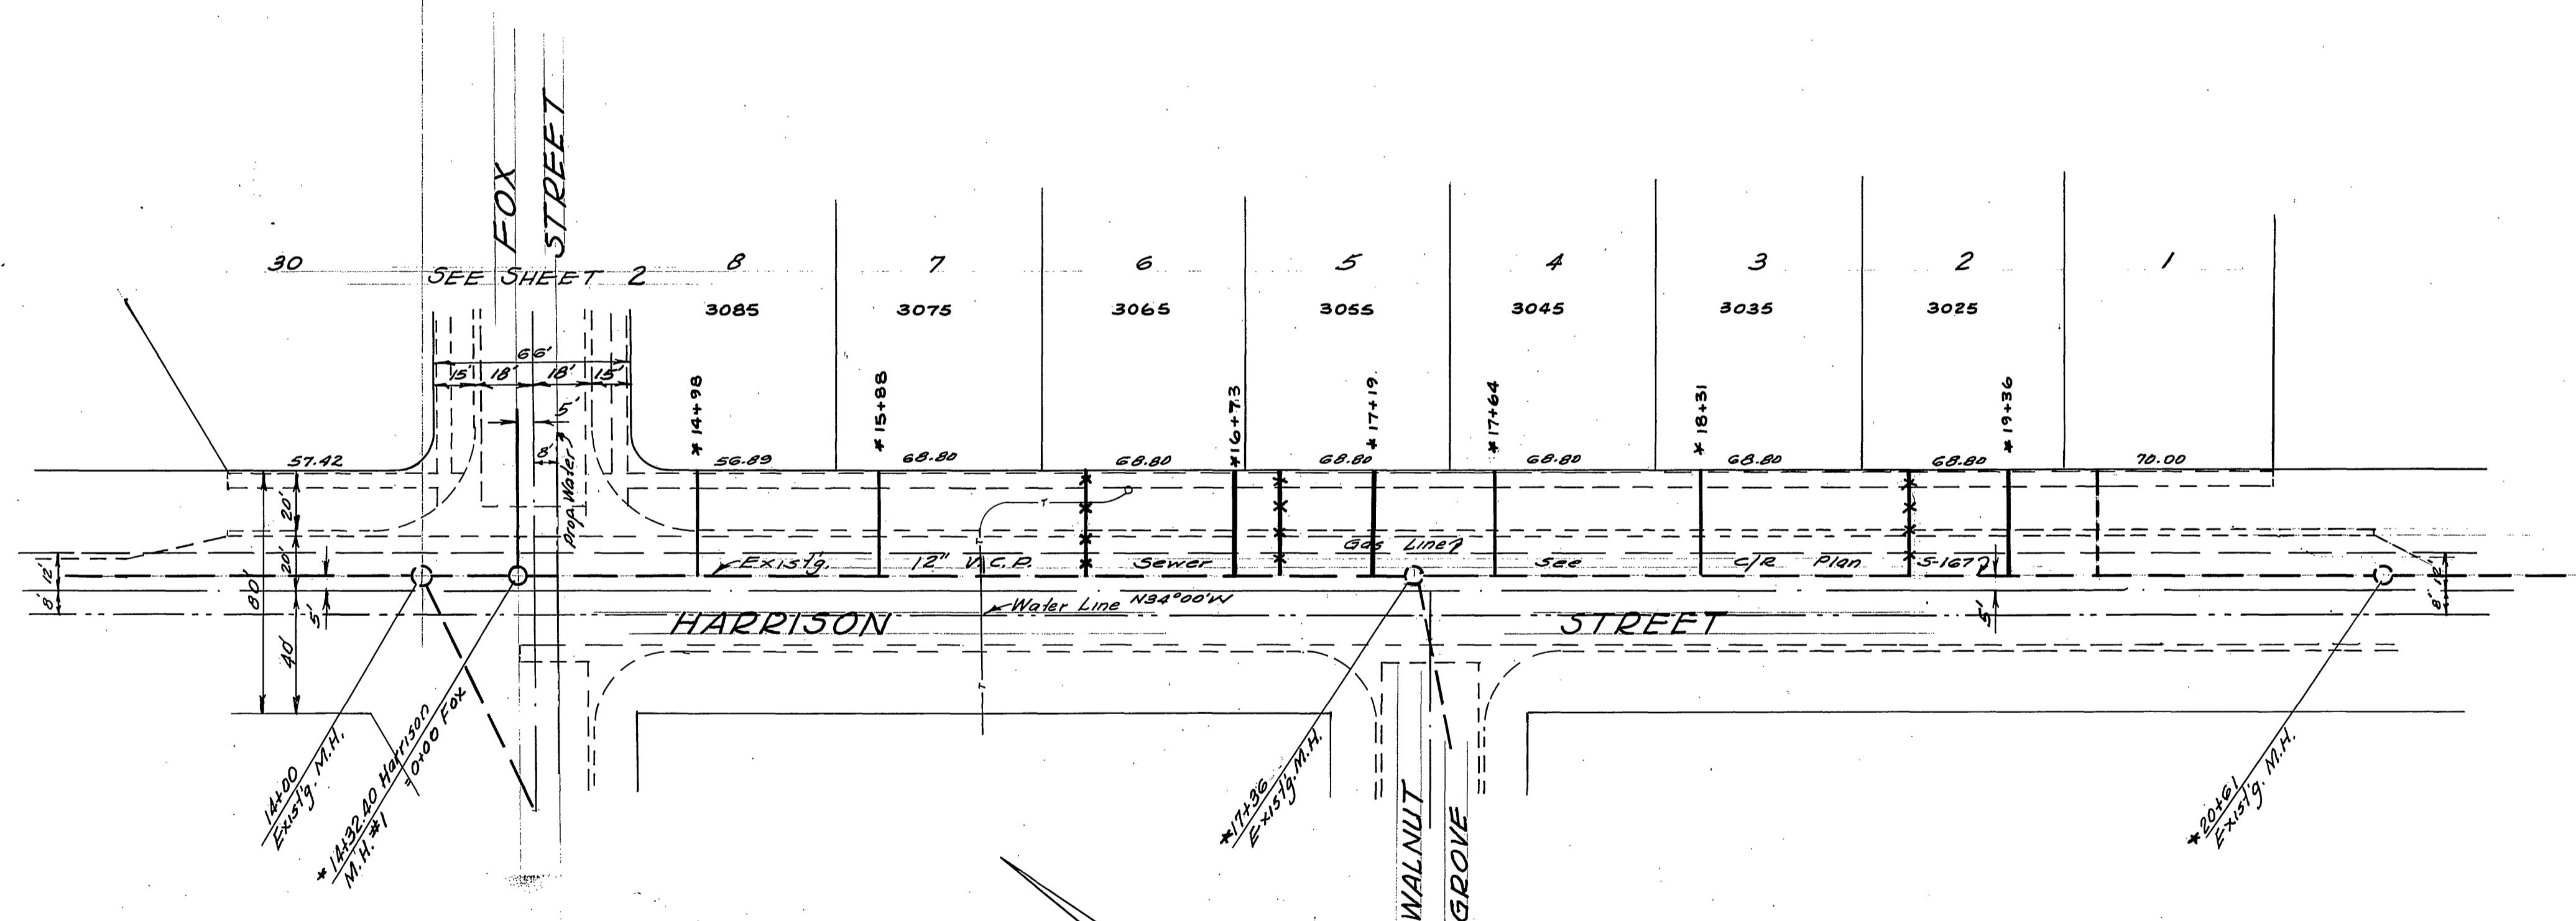 FOX
STREET
SEE SHEET 2
30
8
7
6
5
4
3
2
1
3085
3075
3065
3055
3045
3035
3025
66'
15'
18'
18'
15'
5'
8'
Prop. Water
*14+98
*15+88
*16+73
*17+19
*17+64
*18+31
*19+36
57.42
56.89
68.80
68.80
68.80
68.80
68.80
68.80
70.00
20'
20'
80'
40'
5'
12'
8'
T
T
T
Gas Line
Exist'g. 12" V.C.P. Sewer See C/R Plan S-167
Water Line N34°00'W
5'
12'
8'
HARRISON STREET
14+00
Exist'g. M.H.
*14+32.40 Harrison
= 0+00 Fox
M.H. #1
*17+36
Exist'g. M.H.
*20+61
Exist'g. M.H.
WALNUT
GROVE